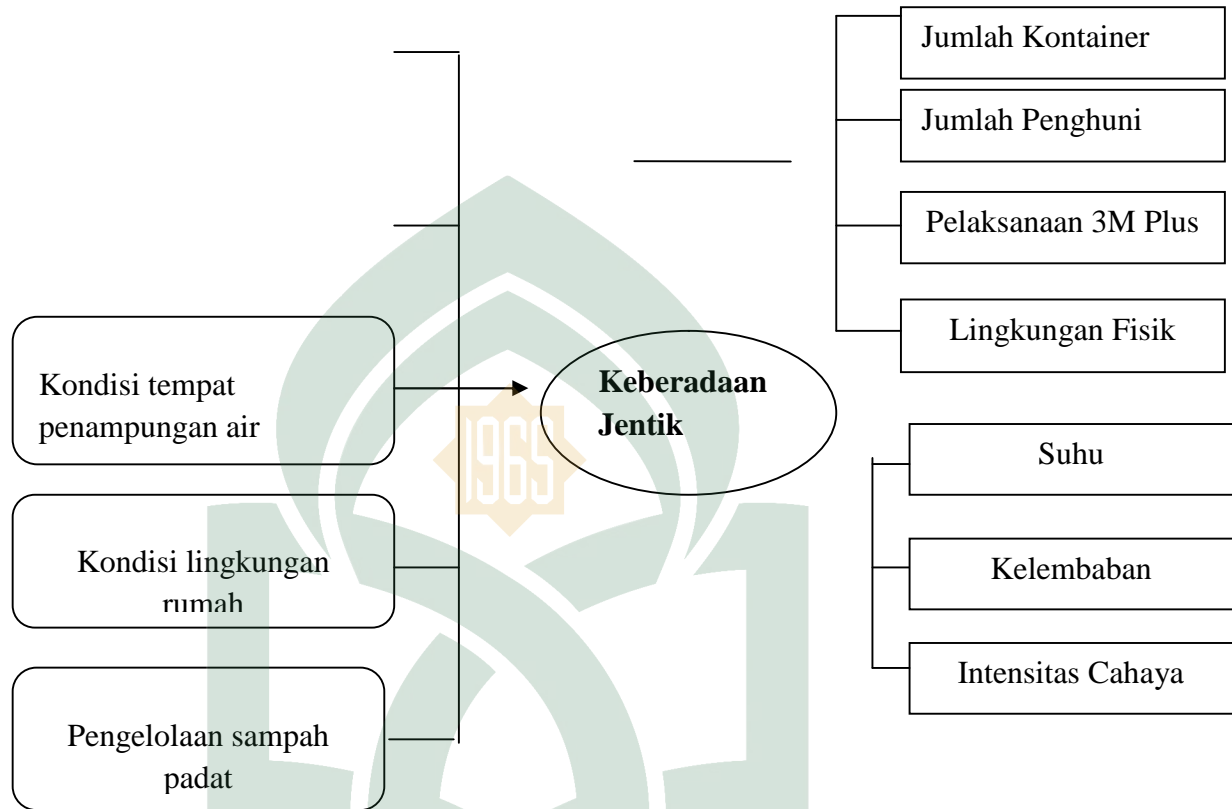 Jumlah Kontainer
Jumlah Penghuni
Pelaksanaan 3M Plus
Lingkungan Fisik
Kondisi tempat
penampungan air
Keberadaan
Jentik
1965
Suhu
Kondisi lingkungan
rumah
Kelembaban
Intensitas Cahaya
Pengelolaan sampah
padat